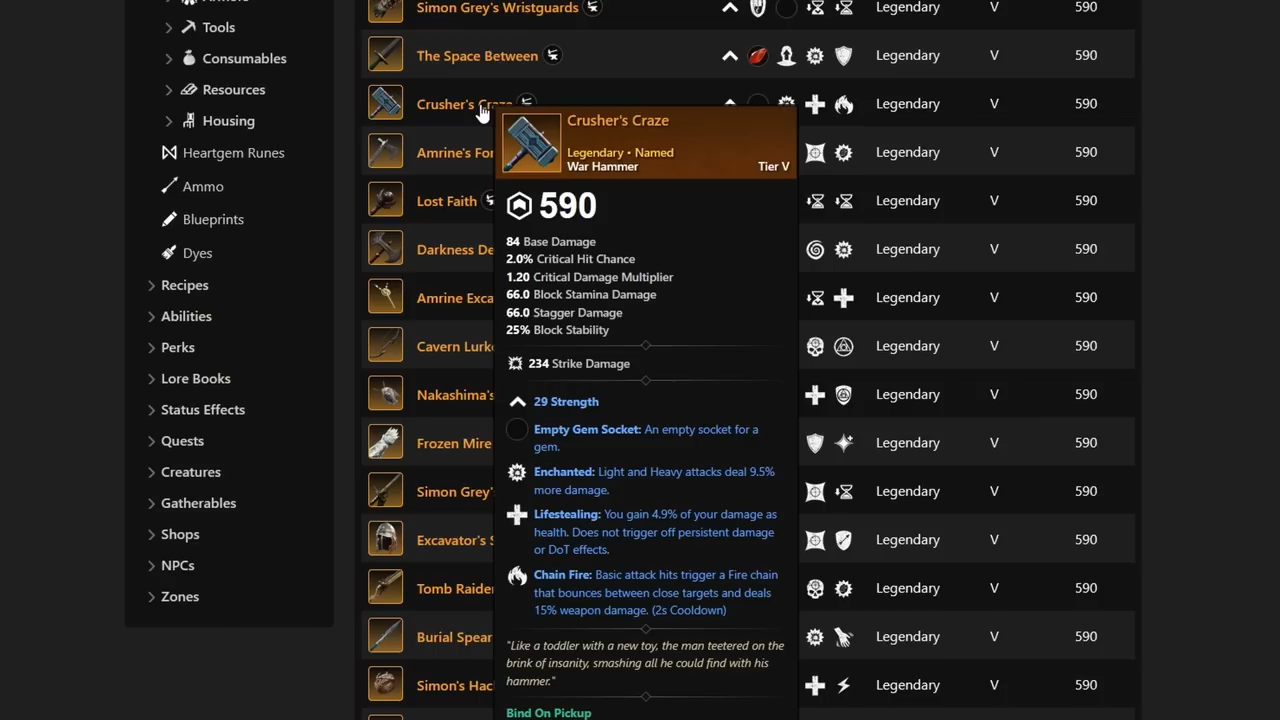 Tools
Consumables
Resources
Housing
Heartgem Runes
Ammo
Blueprints
Dyes
Recipes
Abilities
Perks
Lore Books
Status Effects
Quests
Creatures
Gatherables
Shops
NPCs
Zones
Simon Grey's Wristguards Legendary V 590
The Space Between Legendary V 590
Crusher's Craze Legendary V 590
Amrine's For Legendary V 590
Lost Faith Legendary V 590
Darkness De Legendary V 590
Amrine Exca Legendary V 590
Cavern Lurk Legendary V 590
Nakashima's Legendary V 590
Frozen Mire Legendary V 590
Simon Grey' Legendary V 590
Excavator's S Legendary V 590
Tomb Raider Legendary V 590
Burial Spear Legendary V 590
Simon's Hac Legendary V 590
Crusher's Craze
Legendary • Named
War Hammer Tier V
590
84 Base Damage
2.0% Critical Hit Chance
1.20 Critical Damage Multiplier
66.0 Block Stamina Damage
66.0 Stagger Damage
25% Block Stability
234 Strike Damage
29 Strength
Empty Gem Socket: An empty socket for a
gem.
Enchanted: Light and Heavy attacks deal 9.5%
more damage.
Lifestealing: You gain 4.9% of your damage as
health. Does not trigger off persistent damage
or DoT effects.
Chain Fire: Basic attack hits trigger a Fire chain
that bounces between close targets and deals
15% weapon damage. (2s Cooldown)
"Like a toddler with a new toy, the man teetered on the
brink of insanity, smashing all he could find with his
hammer."
Bind On Pickup